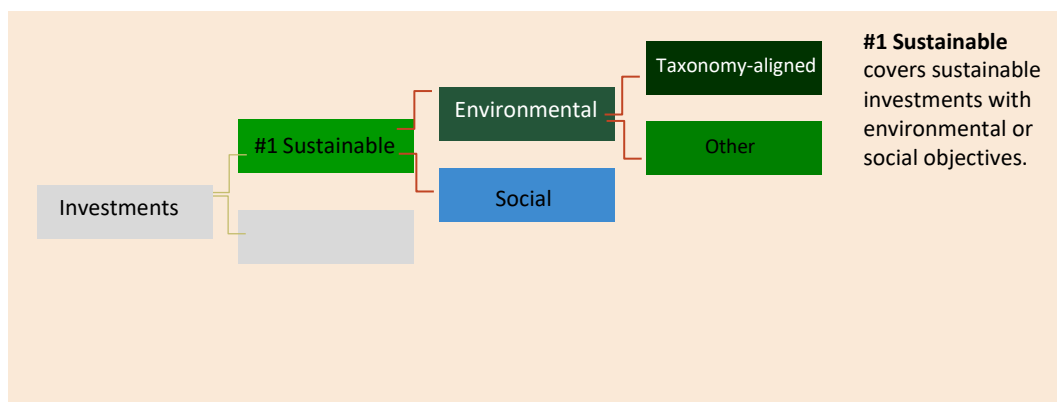 Investments
#1 Sustainable
Environmental
Social
Taxonomy-aligned
Other
#1 Sustainable
covers sustainable
investments with
environmental or
social objectives.